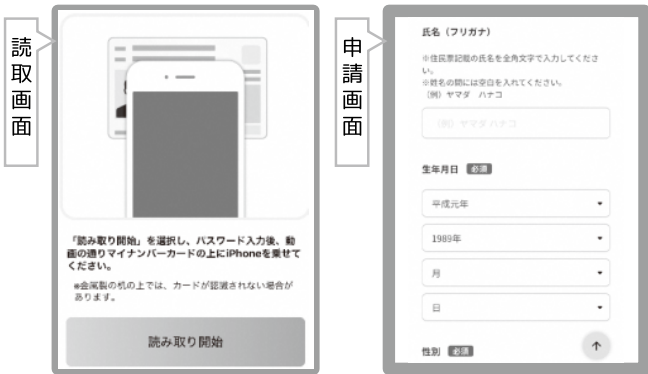 読取画面
「読み取り開始」を選択し、パスワード入力後、動
画の通りマイナンバーカードの上にiPhoneを乗せて
ください。
※金属製の机の上では、カードが認識されない場合が
あります。
読み取り開始
申請画面
氏名（フリガナ）
※住民票記載の氏名を全角文字で入力してくださ
い。
※姓名の間には空白を入れてください。
（例）ヤマダ　ハナコ
（例）ヤマダ ハナコ
生年月日 必須
平成元年
1989年
月
日
性別 必須